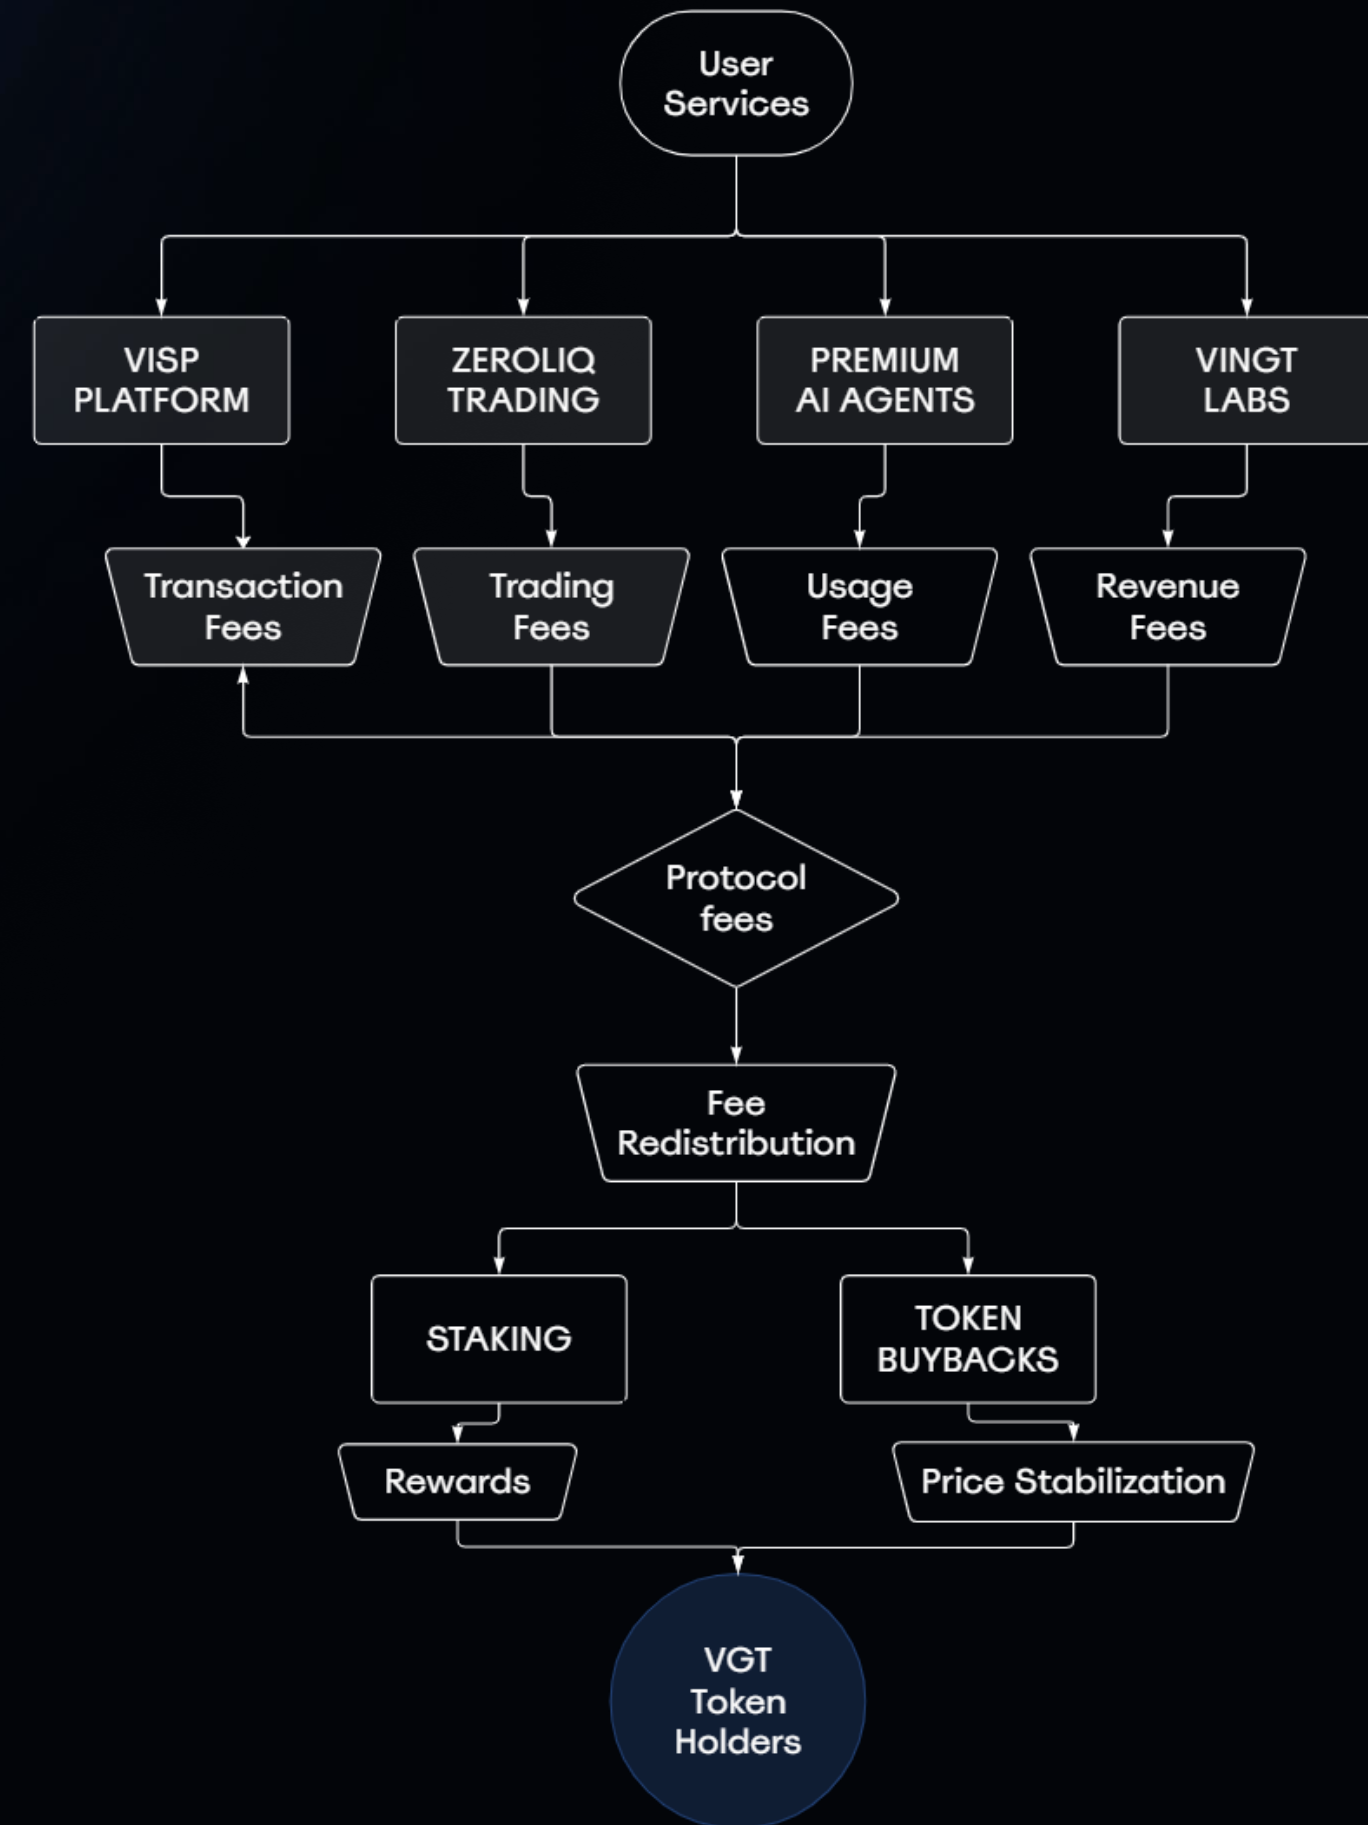 User
Services
VISP
PLATFORM
ZEROLIQ
TRADING
PREMIUM
AI AGENTS
VINGT
LABS
Transaction
Fees
Trading
Fees
Usage
Fees
Revenue
Fees
Protocol
fees
Fee
Redistribution
STAKING
TOKEN
BUYBACKS
Rewards
Price Stabilization
VGT
Token
Holders